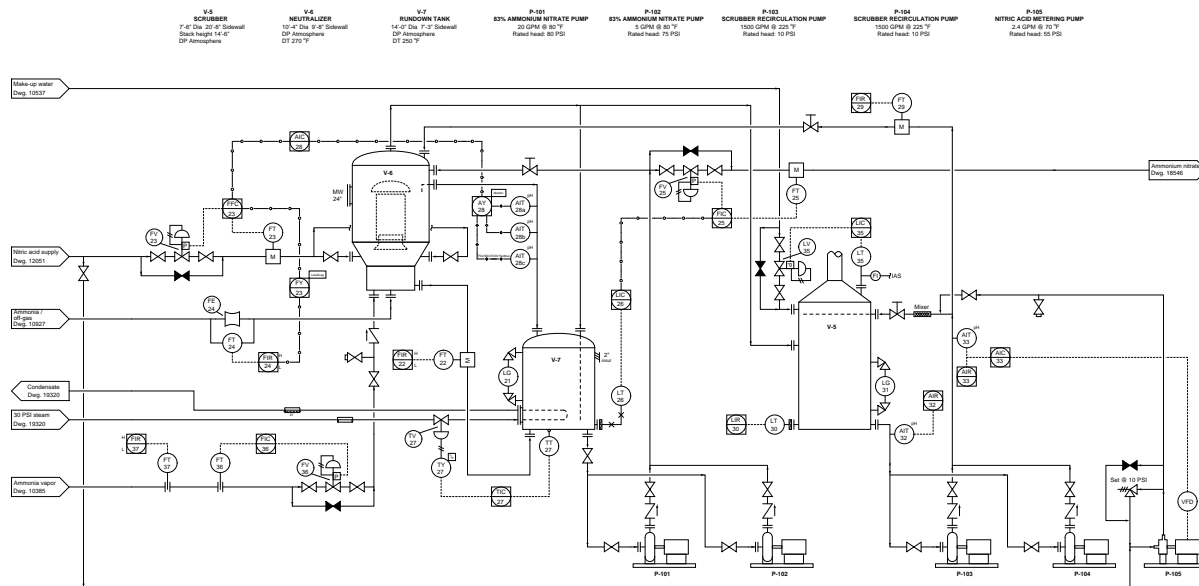 V-5
SCRUBBER
7'-6" Dia 20'-8" Sidewall
Stack height 14'-6"
DP Atmosphere
V-6
NEUTRALIZER
10'-4" Dia 9'-8" Sidewall
DP Atmosphere
DT 270 °F
V-7
RUNDOWN TANK
14'-0" Dia 7'-3" Sidewall
DP Atmosphere
DT 250 °F
P-101
83% AMMONIUM NITRATE PUMP
20 GPM @ 80 °F
Rated head: 80 PSI
P-102
83% AMMONIUM NITRATE PUMP
5 GPM @ 80 °F
Rated head: 75 PSI
P-103
SCRUBBER RECIRCULATION PUMP
1500 GPM @ 225 °F
Rated head: 10 PSI
P-104
SCRUBBER RECIRCULATION PUMP
1500 GPM @ 225 °F
Rated head: 10 PSI
P-105
NITRIC ACID METERING PUMP
2.4 GPM @ 70 °F
Rated head: 55 PSI
Make-up water
Dwg. 10537
FIR
29
FT
29
M
AIC
28
V-6
MW
24"
Ammonium nitrate
Dwg. 18546
M
FV
25
P
FT
25
FIC
25
AY
28
AIT
28a
pH
AIT
28b
pH
AIT
28c
pH
FFC
23
FV
23
P
FT
23
M
Nitric acid supply
Dwg. 12051
FY
23
LIC
35
LV
35
LT
35
FI
IAS
LIC
26
FE
24
Ammonia /
off-gas
Dwg. 10927
FT
24
FIR
24
H
L
V-5
Mixer
AIT
33
pH
AIC
33
AIR
33
FIR
22
H
L
FT
22
M
V-7
2"
LG
21
LT
26
LG
31
Condensate
Dwg. 19320
30 PSI steam
Dwg. 19320
AIR
32
LIR
30
LT
30
AIT
32
pH
TV
27
TY
27
TT
27
TIC
27
H
L
FIR
37
FT
37
FIC
36
FT
36
FV
36
P
Ammonia vapor
Dwg. 10385
Set @ 10 PSI
VFD
P-101
P-102
P-103
P-104
P-105